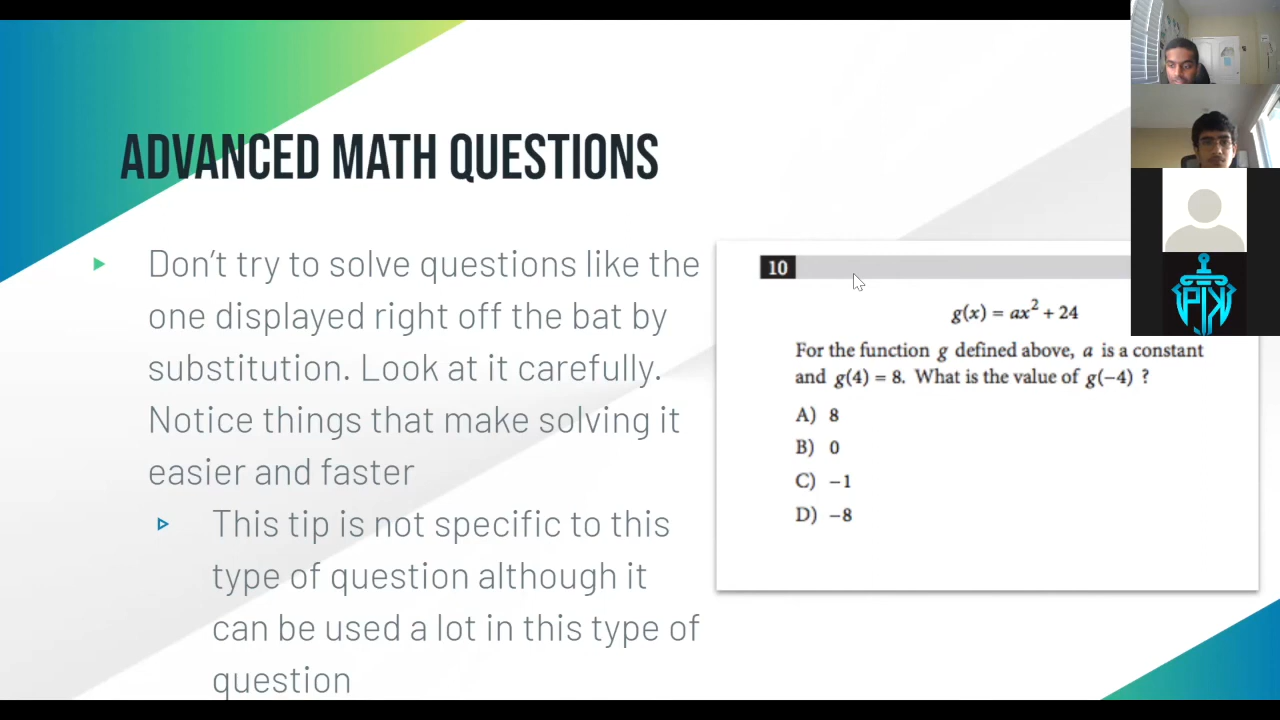 ADVANCED MATH QUESTIONS
Don't try to solve questions like the
one displayed right off the bat by
substitution. Look at it carefully.
Notice things that make solving it
easier and faster
This tip is not specific to this
type of question although it
can be used a lot in this type of
question
10
g(x) = ax² + 24
For the function g defined above, a is a constant
and g(4) = 8. What is the value of g(−4) ?
A) 8
B) 0
C) −1
D) −8